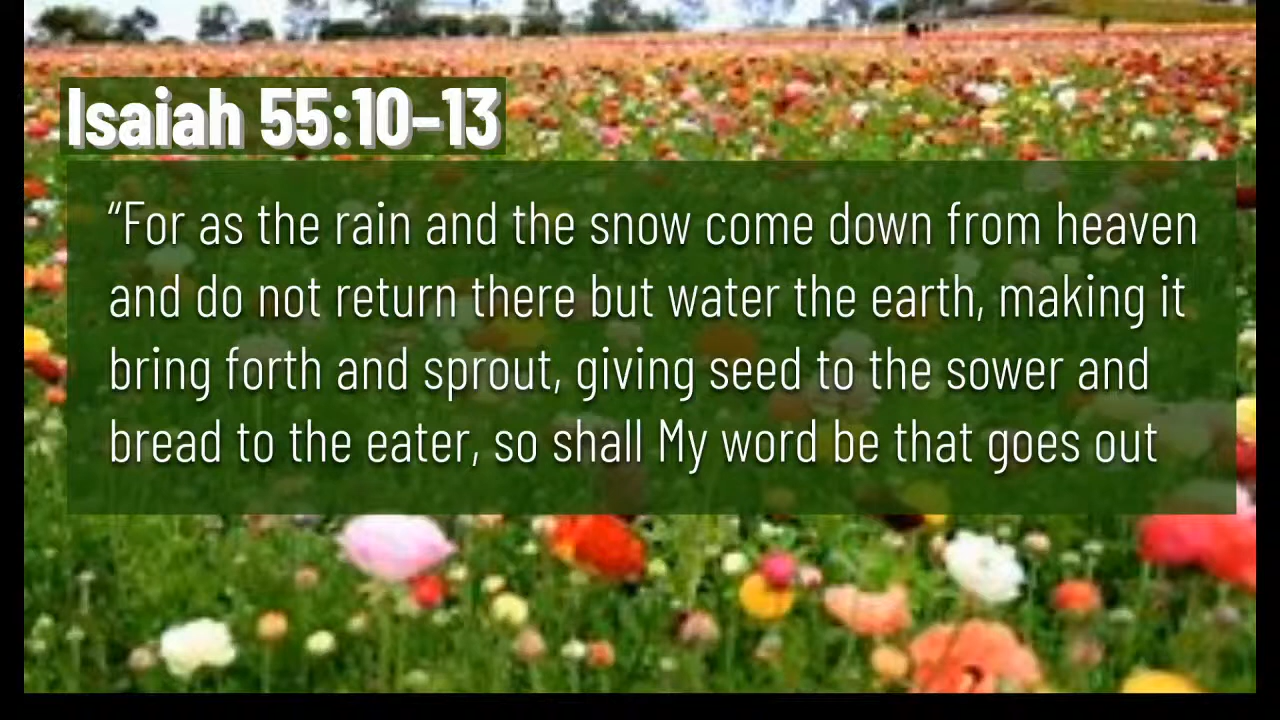 Isaiah 55:10–13
“For as the rain and the snow come down from heaven
and do not return there but water the earth, making it
bring forth and sprout, giving seed to the sower and
bread to the eater, so shall My word be that goes out